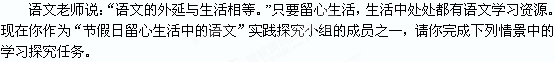 语文老师说：“语文的外延与生活相等。”只要留心生活，生活中处处都有语文学习资源。
现在你作为“节假日留心生活中的语文”实践探究小组的成员之一，请你完成下列情景中的
学习探究任务。